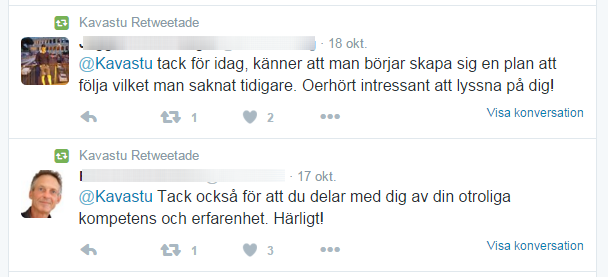 Kavastu Retweetade
· 18 okt.
@Kavastu tack för idag, känner att man börjar skapa sig en plan att
följa vilket man saknat tidigare. Oerhört intressant att lyssna på dig!
1 2 Visa konversation
Kavastu Retweetade
· 17 okt.
@Kavastu Tack också för att du delar med dig av din otroliga
kompetens och erfarenhet. Härligt!
1 3 Visa konversation